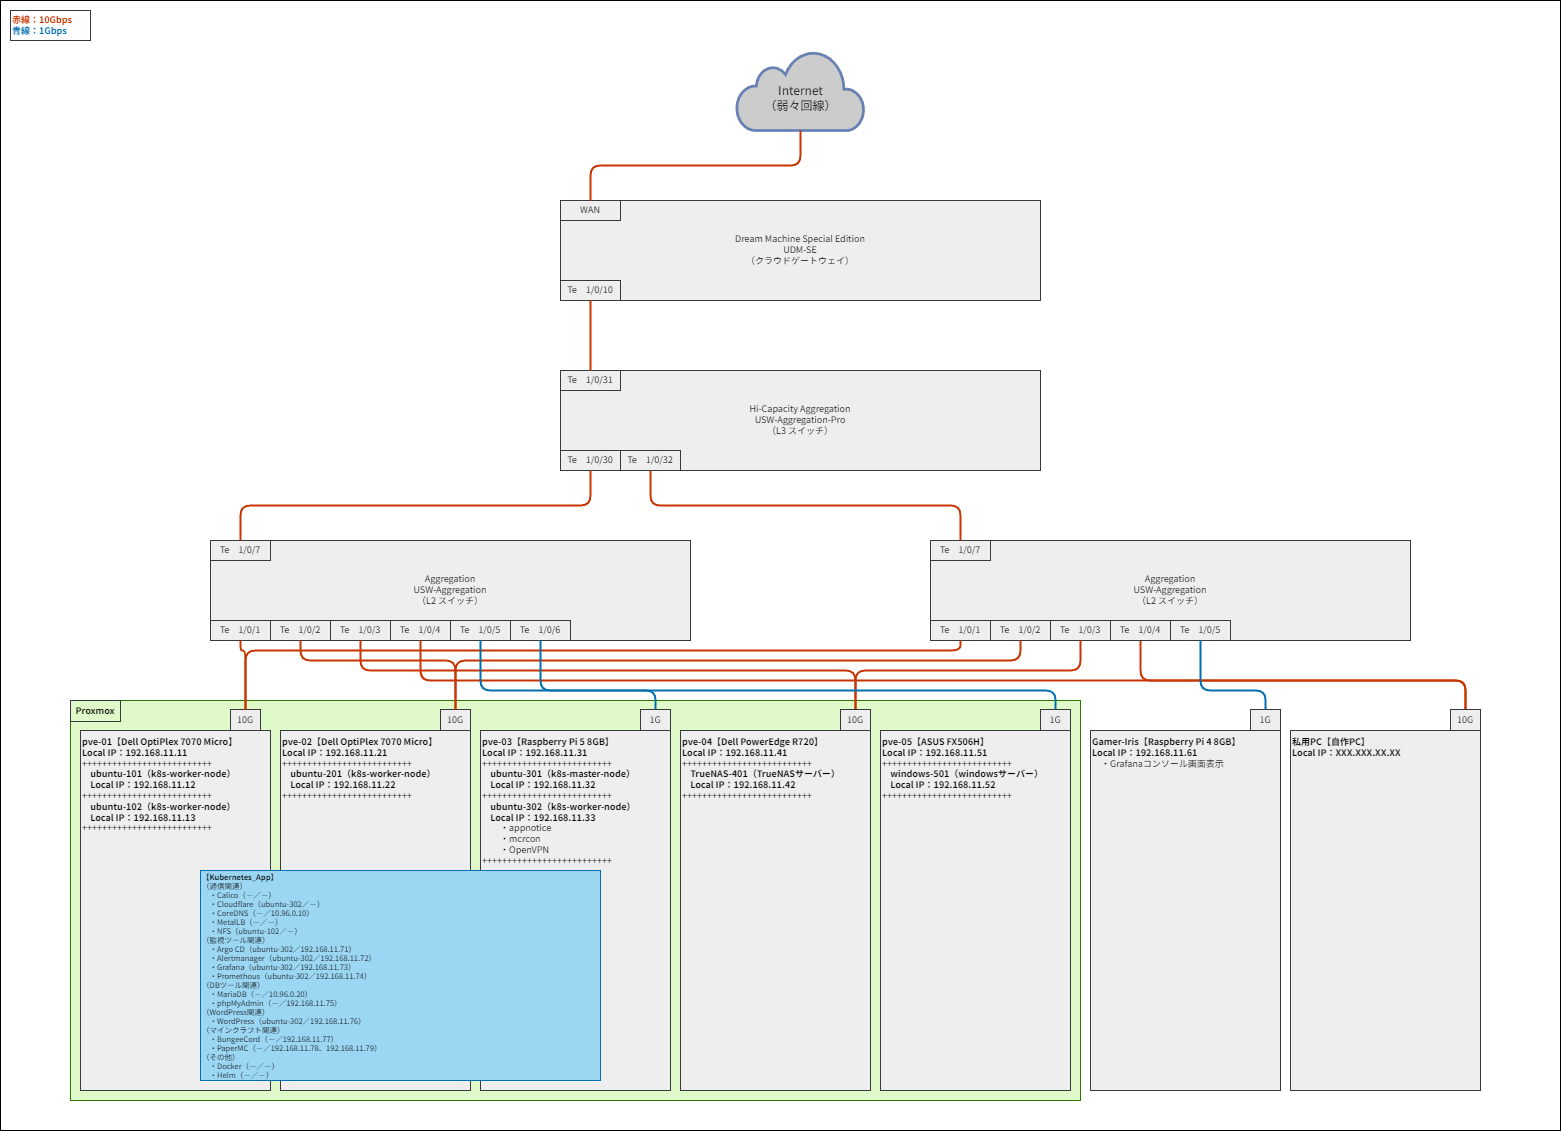 赤線：10Gbps
青線：1Gbps
Internet
（弱々回線）
WAN
Dream Machine Special Edition
UDM-SE
（クラウドゲートウェイ）
Te 1/0/10
Te 1/0/31
Hi-Capacity Aggregation
USW-Aggregation-Pro
（L3 スイッチ）
Te 1/0/30
Te 1/0/32
Te 1/0/7
Aggregation
USW-Aggregation
（L2 スイッチ）
Te 1/0/1
Te 1/0/2
Te 1/0/3
Te 1/0/4
Te 1/0/5
Te 1/0/6
Te 1/0/7
Aggregation
USW-Aggregation
（L2 スイッチ）
Te 1/0/1
Te 1/0/2
Te 1/0/3
Te 1/0/4
Te 1/0/5
Proxmox
10G
pve-01【Dell OptiPlex 7070 Micro】
Local IP：192.168.11.11
++++++++++++++++++++++++++
ubuntu-101（k8s-worker-node）
Local IP：192.168.11.12
++++++++++++++++++++++++++
ubuntu-102（k8s-worker-node）
Local IP：192.168.11.13
++++++++++++++++++++++++++
10G
pve-02【Dell OptiPlex 7070 Micro】
Local IP：192.168.11.21
++++++++++++++++++++++++++
ubuntu-201（k8s-worker-node）
Local IP：192.168.11.22
++++++++++++++++++++++++++
1G
pve-03【Raspberry Pi 5 8GB】
Local IP：192.168.11.31
++++++++++++++++++++++++++
ubuntu-301（k8s-master-node）
Local IP：192.168.11.32
++++++++++++++++++++++++++
ubuntu-302（k8s-worker-node）
Local IP：192.168.11.33
・appnotice
・mcrcon
・OpenVPN
++++++++++++++++++++++++++
10G
pve-04【Dell PowerEdge R720】
Local IP：192.168.11.41
++++++++++++++++++++++++++
TrueNAS-401（TrueNASサーバー）
Local IP：192.168.11.42
++++++++++++++++++++++++++
1G
pve-05【ASUS FX506H】
Local IP：192.168.11.51
++++++++++++++++++++++++++
windows-501（windowsサーバー）
Local IP：192.168.11.52
++++++++++++++++++++++++++
1G
Gamer-Iris【Raspberry Pi 4 8GB】
Local IP：192.168.11.61
・Grafanaコンソール画面表示
10G
私用PC【自作PC】
Local IP：XXX.XXX.XX.XX
【Kubernetes_App】
（通信関連）
・Calico（－／－）
・Cloudflare（ubuntu-302／－）
・CoreDNS（－／10.96.0.10）
・MetalLB（－／－）
・NFS（ubuntu-102／－）
（監視ツール関連）
・Argo CD（ubuntu-302／192.168.11.71）
・Alertmanager（ubuntu-302／192.168.11.72）
・Grafana（ubuntu-302／192.168.11.73）
・Promethous（ubuntu-302／192.168.11.74）
（DBツール関連）
・MariaDB（－／10.96.0.20）
・phpMyAdmin（－／192.168.11.75）
（WordPress関連）
・WordPress（ubuntu-302／192.168.11.76）
（マインクラフト関連）
・BungeeCord（－／192.168.11.77）
・PaperMC（－／192.168.11.78、192.168.11.79）
（その他）
・Docker（－／－）
・Helm（－／－）